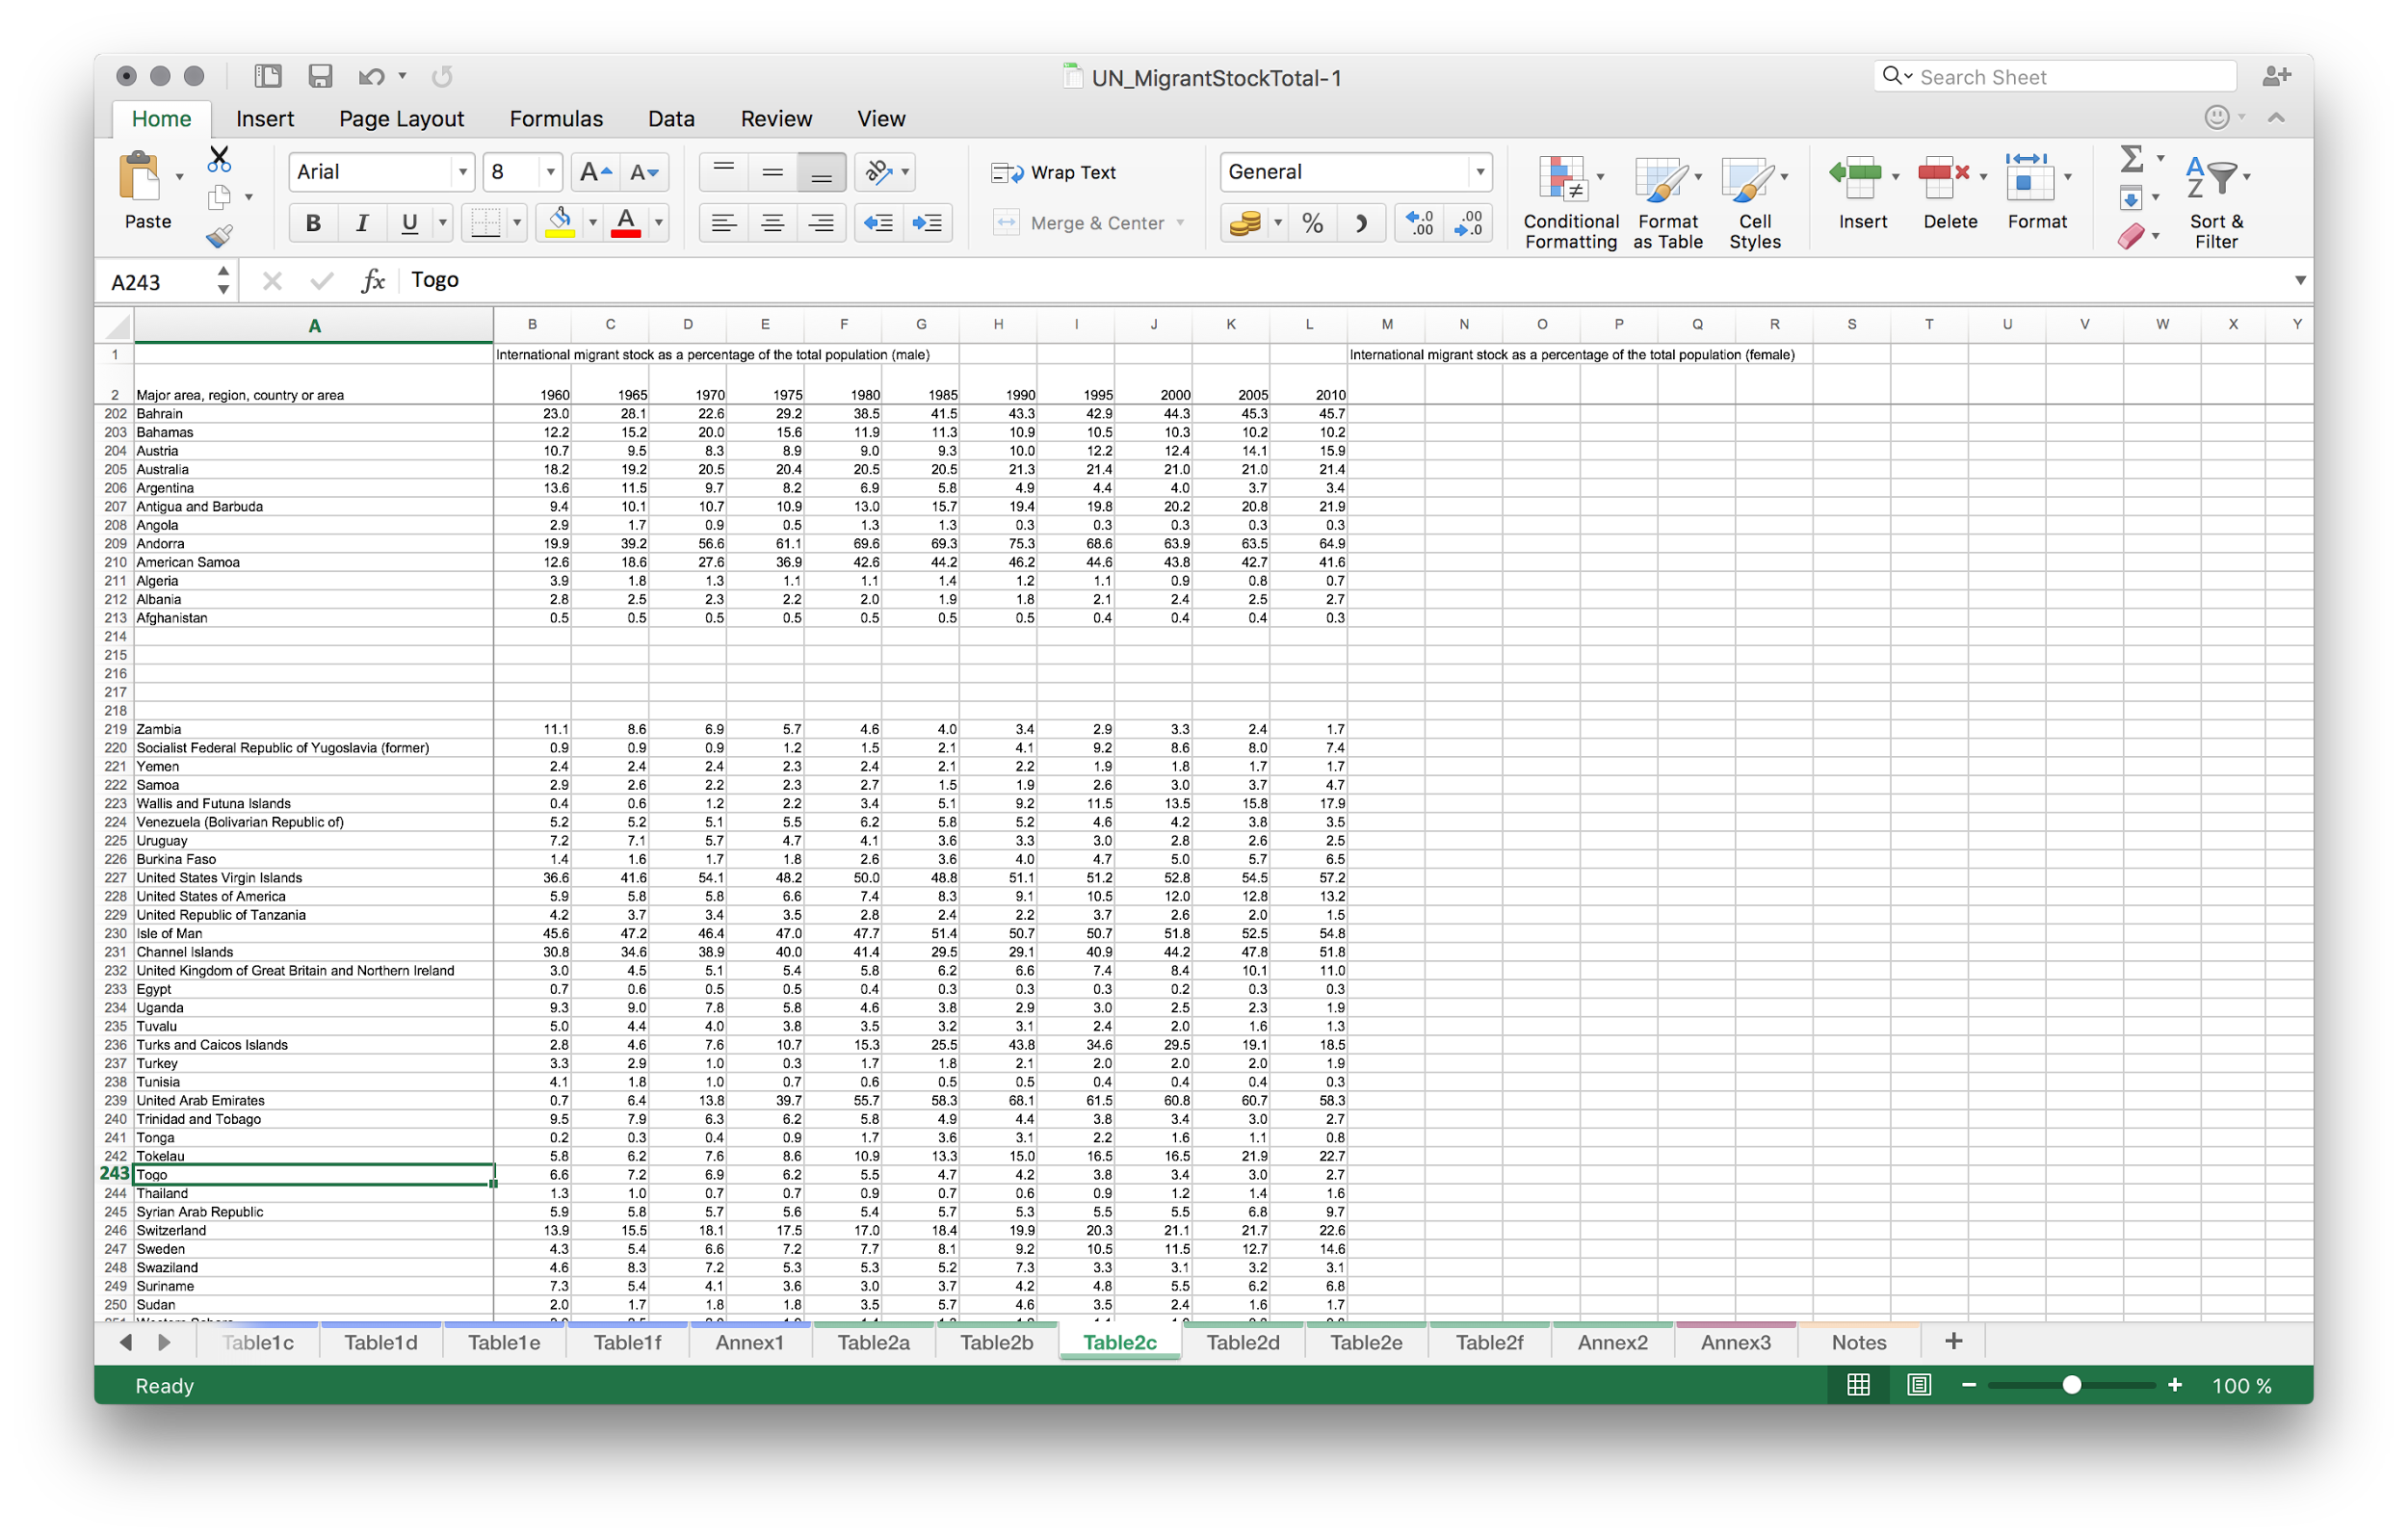 UN_MigrantStockTotal-1
Search Sheet
Home Insert Page Layout Formulas Data Review View
Paste
Arial 8 A A
B I U A
Wrap Text
Merge & Center
General
% .0 .00 .00 .0
Conditional Formatting
Format as Table
Cell Styles
Insert
Delete
Format
A Z
Sort & Filter
A243 fx Togo
A B C D E F G H I J K L M N O P Q R S T U V W X Y
1 International migrant stock as a percentage of the total population (male) International migrant stock as a percentage of the total population (female)
2 Major area, region, country or area 1960 1965 1970 1975 1980 1985 1990 1995 2000 2005 2010
202 Bahrain 23.0 28.1 22.6 29.2 38.5 41.5 43.3 42.9 44.3 45.3 45.7
203 Bahamas 12.2 15.2 20.0 15.6 11.9 11.3 10.9 10.5 10.3 10.2 10.2
204 Austria 10.7 9.5 8.3 8.9 9.0 9.3 10.0 12.2 12.4 14.1 15.9
205 Australia 18.2 19.2 20.5 20.4 20.5 20.5 21.3 21.4 21.0 21.0 21.4
206 Argentina 13.6 11.5 9.7 8.2 6.9 5.8 4.9 4.4 4.0 3.7 3.4
207 Antigua and Barbuda 9.4 10.1 10.7 10.9 13.0 15.7 19.4 19.8 20.2 20.8 21.9
208 Angola 2.9 1.7 0.9 0.5 1.3 1.3 0.3 0.3 0.3 0.3 0.3
209 Andorra 19.9 39.2 56.6 61.1 69.6 69.3 75.3 68.6 63.9 63.5 64.9
210 American Samoa 12.6 18.6 27.6 36.9 42.6 44.2 46.2 44.6 43.8 42.7 41.6
211 Algeria 3.9 1.8 1.3 1.1 1.1 1.4 1.2 1.1 0.9 0.8 0.7
212 Albania 2.8 2.5 2.3 2.2 2.0 1.9 1.8 2.1 2.4 2.5 2.7
213 Afghanistan 0.5 0.5 0.5 0.5 0.5 0.5 0.5 0.4 0.4 0.4 0.3
214
215
216
217
218
219 Zambia 11.1 8.6 6.9 5.7 4.6 4.0 3.4 2.9 3.3 2.4 1.7
220 Socialist Federal Republic of Yugoslavia (former) 0.9 0.9 0.9 1.2 1.5 2.1 4.1 9.2 8.6 8.0 7.4
221 Yemen 2.4 2.4 2.4 2.3 2.4 2.1 2.2 1.9 1.8 1.7 1.7
222 Samoa 2.9 2.6 2.2 2.3 2.7 1.5 1.9 2.6 3.0 3.7 4.7
223 Wallis and Futuna Islands 0.4 0.6 1.2 2.2 3.4 5.1 9.2 11.5 13.5 15.8 17.9
224 Venezuela (Bolivarian Republic of) 5.2 5.2 5.1 5.5 6.2 5.8 5.2 4.6 4.2 3.8 3.5
225 Uruguay 7.2 7.1 5.7 4.7 4.1 3.6 3.3 3.0 2.8 2.6 2.5
226 Burkina Faso 1.4 1.6 1.7 1.8 2.6 3.6 4.0 4.7 5.0 5.7 6.5
227 United States Virgin Islands 36.6 41.6 54.1 48.2 50.0 48.8 51.1 51.2 52.8 54.5 57.2
228 United States of America 5.9 5.8 5.8 6.6 7.4 8.3 9.1 10.5 12.0 12.8 13.2
229 United Republic of Tanzania 4.2 3.7 3.4 3.5 2.8 2.4 2.2 3.7 2.6 2.0 1.5
230 Isle of Man 45.6 47.2 46.4 47.0 47.7 51.4 50.7 50.7 51.8 52.5 54.8
231 Channel Islands 30.8 34.6 38.9 40.0 41.4 29.5 29.1 40.9 44.2 47.8 51.8
232 United Kingdom of Great Britain and Northern Ireland 3.0 4.5 5.1 5.4 5.8 6.2 6.6 7.4 8.4 10.1 11.0
233 Egypt 0.7 0.6 0.5 0.5 0.4 0.3 0.3 0.3 0.2 0.3 0.3
234 Uganda 9.3 9.0 7.8 5.8 4.6 3.8 2.9 3.0 2.5 2.3 1.9
235 Tuvalu 5.0 4.4 4.0 3.8 3.5 3.2 3.1 2.4 2.0 1.6 1.3
236 Turks and Caicos Islands 2.8 4.6 7.6 10.7 15.3 25.5 43.8 34.6 29.5 19.1 18.5
237 Turkey 3.3 2.9 1.0 0.3 1.7 1.8 2.1 2.0 2.0 2.0 1.9
238 Tunisia 4.1 1.8 1.0 0.7 0.6 0.5 0.5 0.4 0.4 0.4 0.3
239 United Arab Emirates 0.7 6.4 13.8 39.7 55.7 58.3 68.1 61.5 60.8 60.7 58.3
240 Trinidad and Tobago 9.5 7.9 6.3 6.2 5.8 4.9 4.4 3.8 3.4 3.0 2.7
241 Tonga 0.2 0.3 0.4 0.9 1.7 3.6 3.1 2.2 1.6 1.1 0.8
242 Tokelau 5.8 6.2 7.6 8.6 10.9 13.3 15.0 16.5 16.5 21.9 22.7
243 Togo 6.6 7.2 6.9 6.2 5.5 4.7 4.2 3.8 3.4 3.0 2.7
244 Thailand 1.3 1.0 0.7 0.7 0.9 0.7 0.6 0.9 1.2 1.4 1.6
245 Syrian Arab Republic 5.9 5.8 5.7 5.6 5.4 5.7 5.3 5.5 5.5 6.8 9.7
246 Switzerland 13.9 15.5 18.1 17.5 17.0 18.4 19.9 20.3 21.1 21.7 22.6
247 Sweden 4.3 5.4 6.6 7.2 7.7 8.1 9.2 10.5 11.5 12.7 14.6
248 Swaziland 4.6 8.3 7.2 5.3 5.3 5.2 7.3 3.3 3.1 3.2 3.1
249 Suriname 7.3 5.4 4.1 3.6 3.0 3.7 4.2 4.8 5.5 6.2 6.8
250 Sudan 2.0 1.7 1.8 1.8 3.5 5.7 4.6 3.5 2.4 1.6 1.7
Table1c Table1d Table1e Table1f Annex1 Table2a Table2b Table2c Table2d Table2e Table2f Annex2 Annex3 Notes +
Ready 100 %